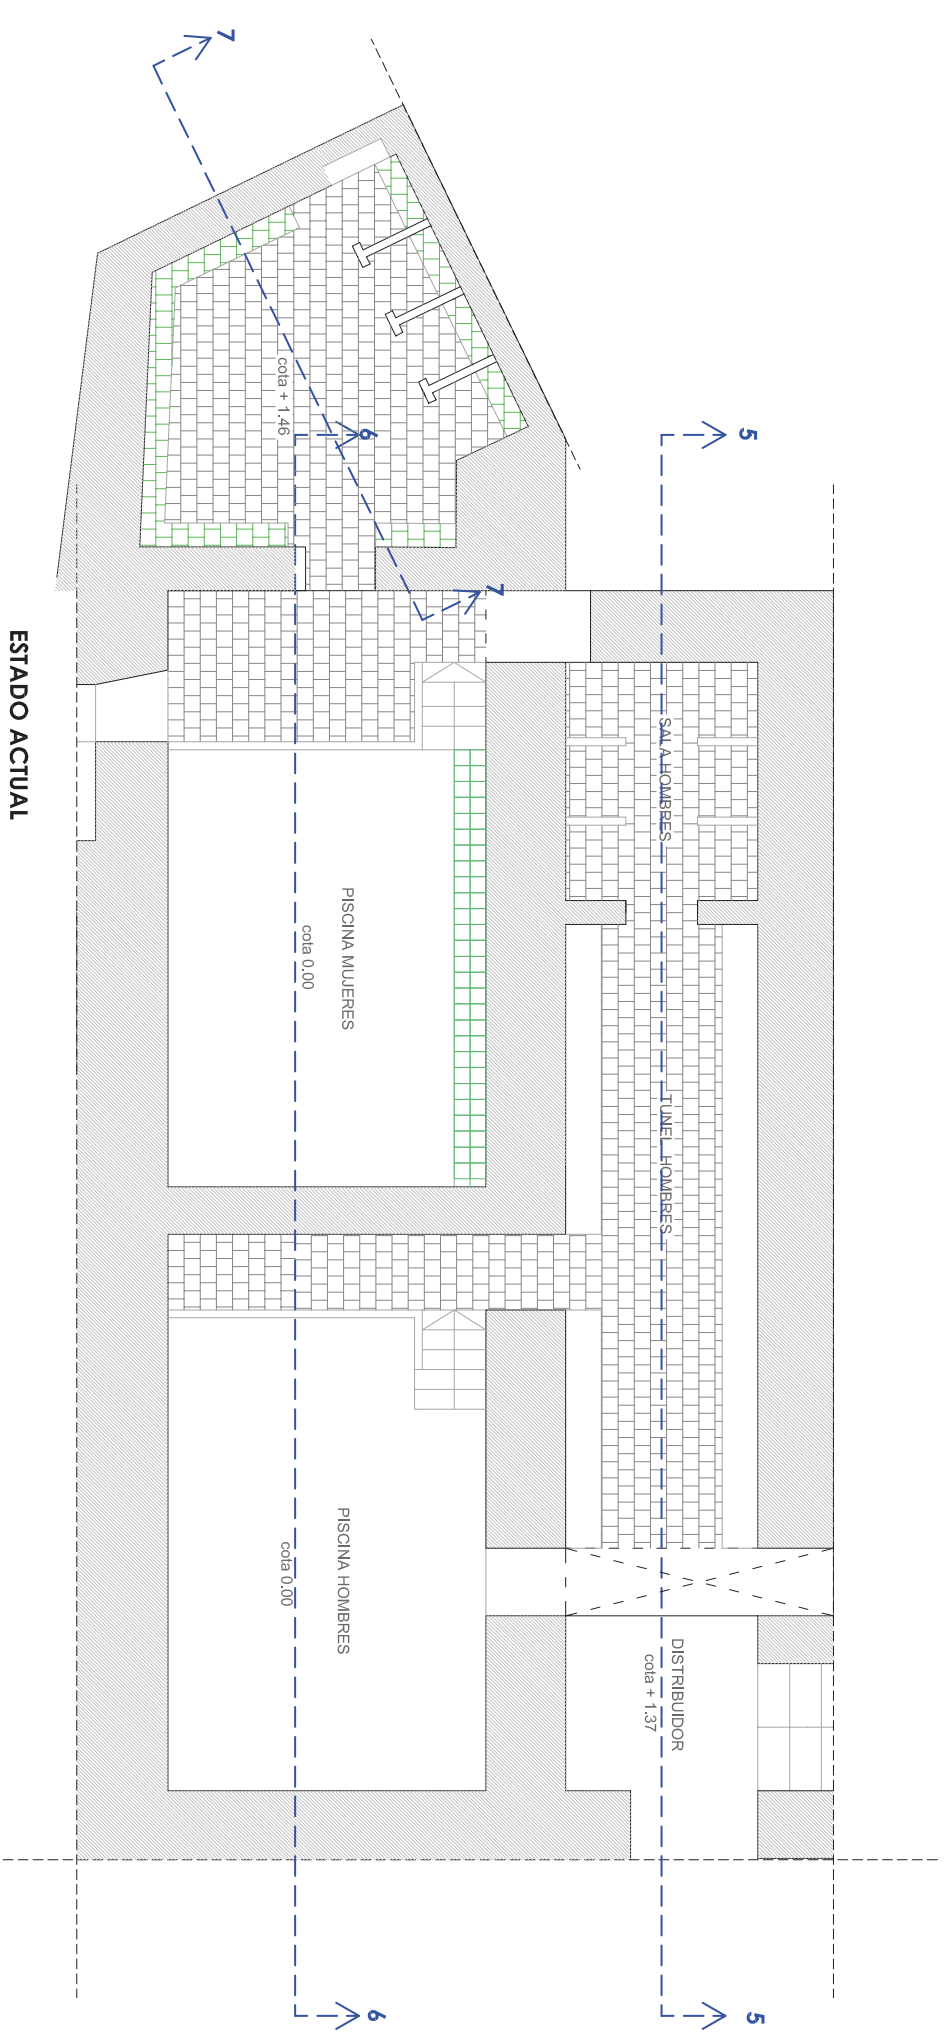 7
7
cota + 1.46
6
6
5
5
SALA HOMBRES
TUNEL HOMBRES
PISCINA MUJERES
cota 0.00
PISCINA HOMBRES
cota 0.00
DISTRIBUIDOR
cota + 1.37
ESTADO ACTUAL